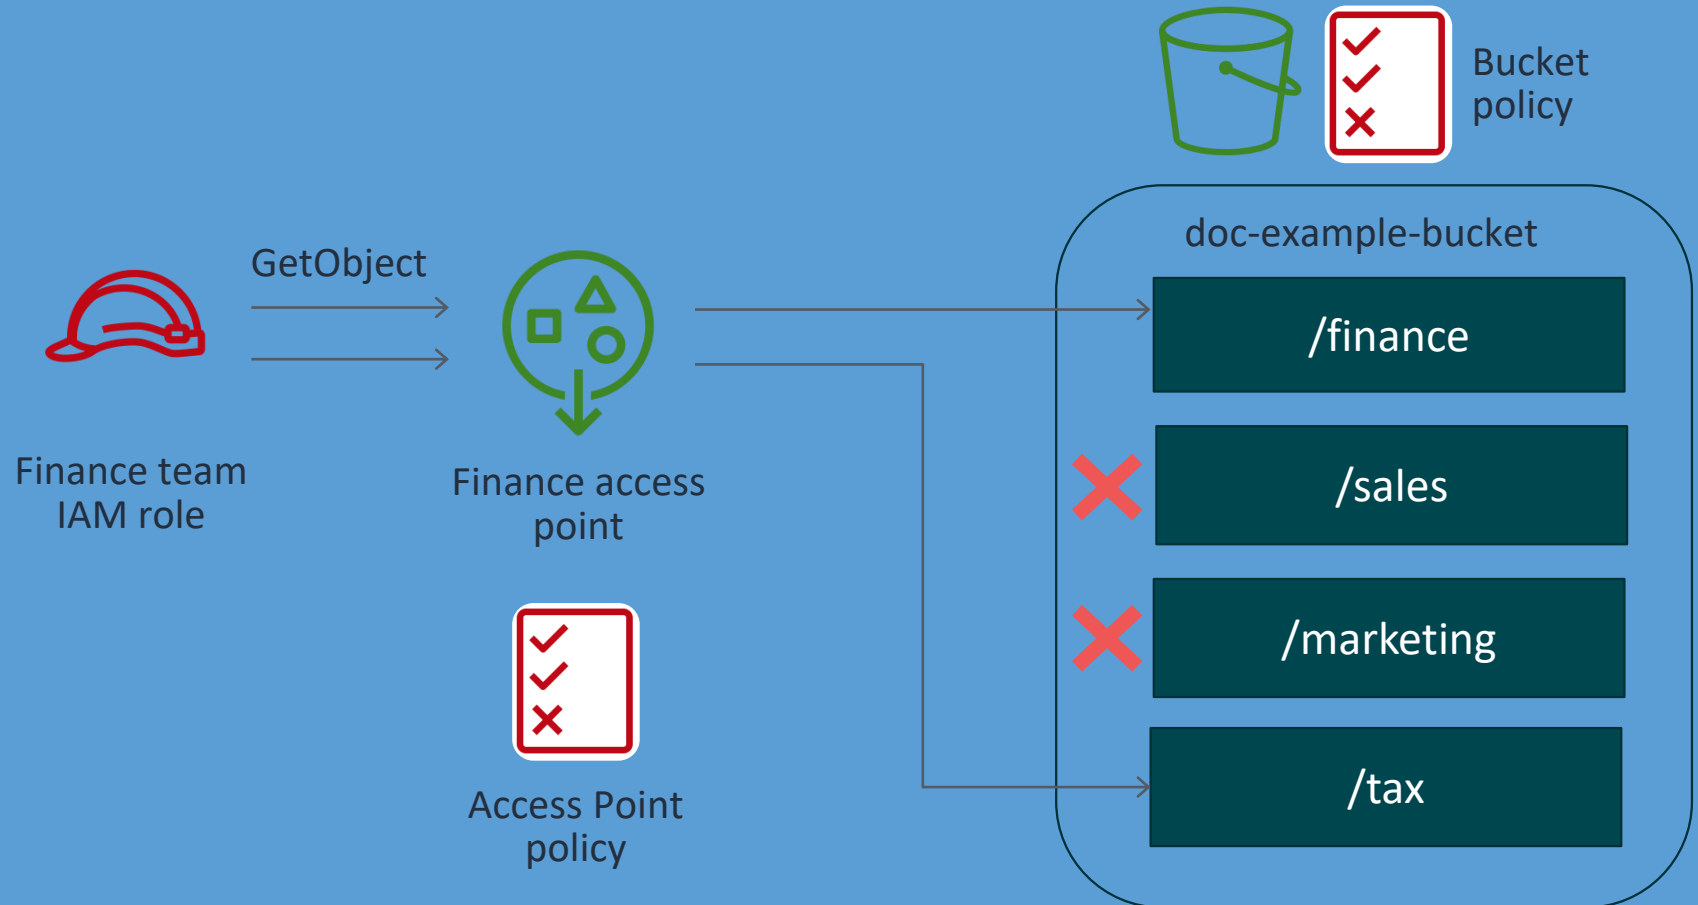 Bucket
policy
doc-example-bucket
GetObject
/finance
Finance team
IAM role
Finance access
point
/sales
/marketing
Access Point
policy
/tax